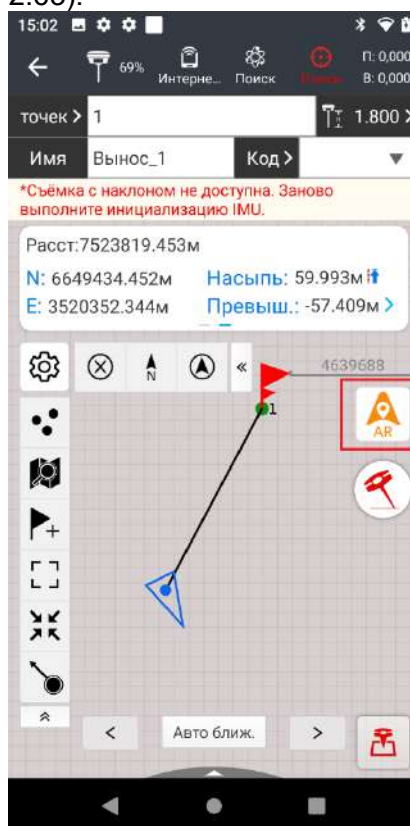 2.08).
15:02
69%
Интерне...
Поиск
П: 0,000
В: 0,000
точек > 1
1.800 >
Имя
Вынос_1
Код >
*Съёмка с наклоном не доступна. Заново
выполните инициализацию IMU.
Расст:7523819.453м
N: 6649434.452м
Насыпь: 59.993м
E: 3520352.344м
Превыш.: -57.409м >
N
«
4639688
1
AR
<
Авто ближ.
>